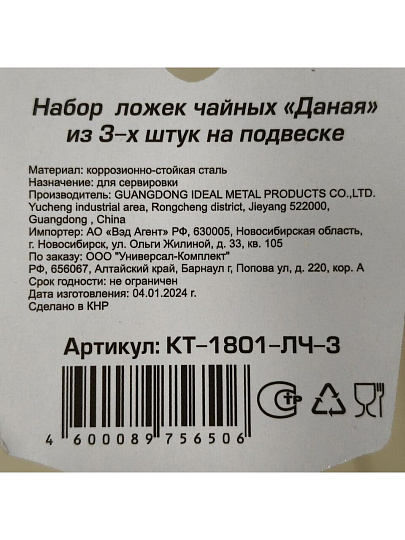 Набор ложек чайных «Даная»
из 3-х штук на подвеске
Материал: коррозионно-стойкая сталь
Назначение: для сервировки
Производитель: GUANGDONG IDEAL METAL PRODUCTS CO.,LTD.
Yucheng industrial area, Rongcheng district, Jieyang 522000,
Guangdong , China
Импортер: АО «Вэд Агент» РФ, 630005, Новосибирская область,
г. Новосибирск, ул. Ольги Жилиной, д. 33, кв. 105
По заказу: ООО "Универсал-Комплект"
РФ, 656067, Алтайский край, Барнаул г, Попова ул, д. 220, кор. А
Срок годности: не ограничен
Дата изготовления: 04.01.2024 г.
Сделано в КНР
Артикул: КТ-1801-ЛЧ-3
4 600089 756506